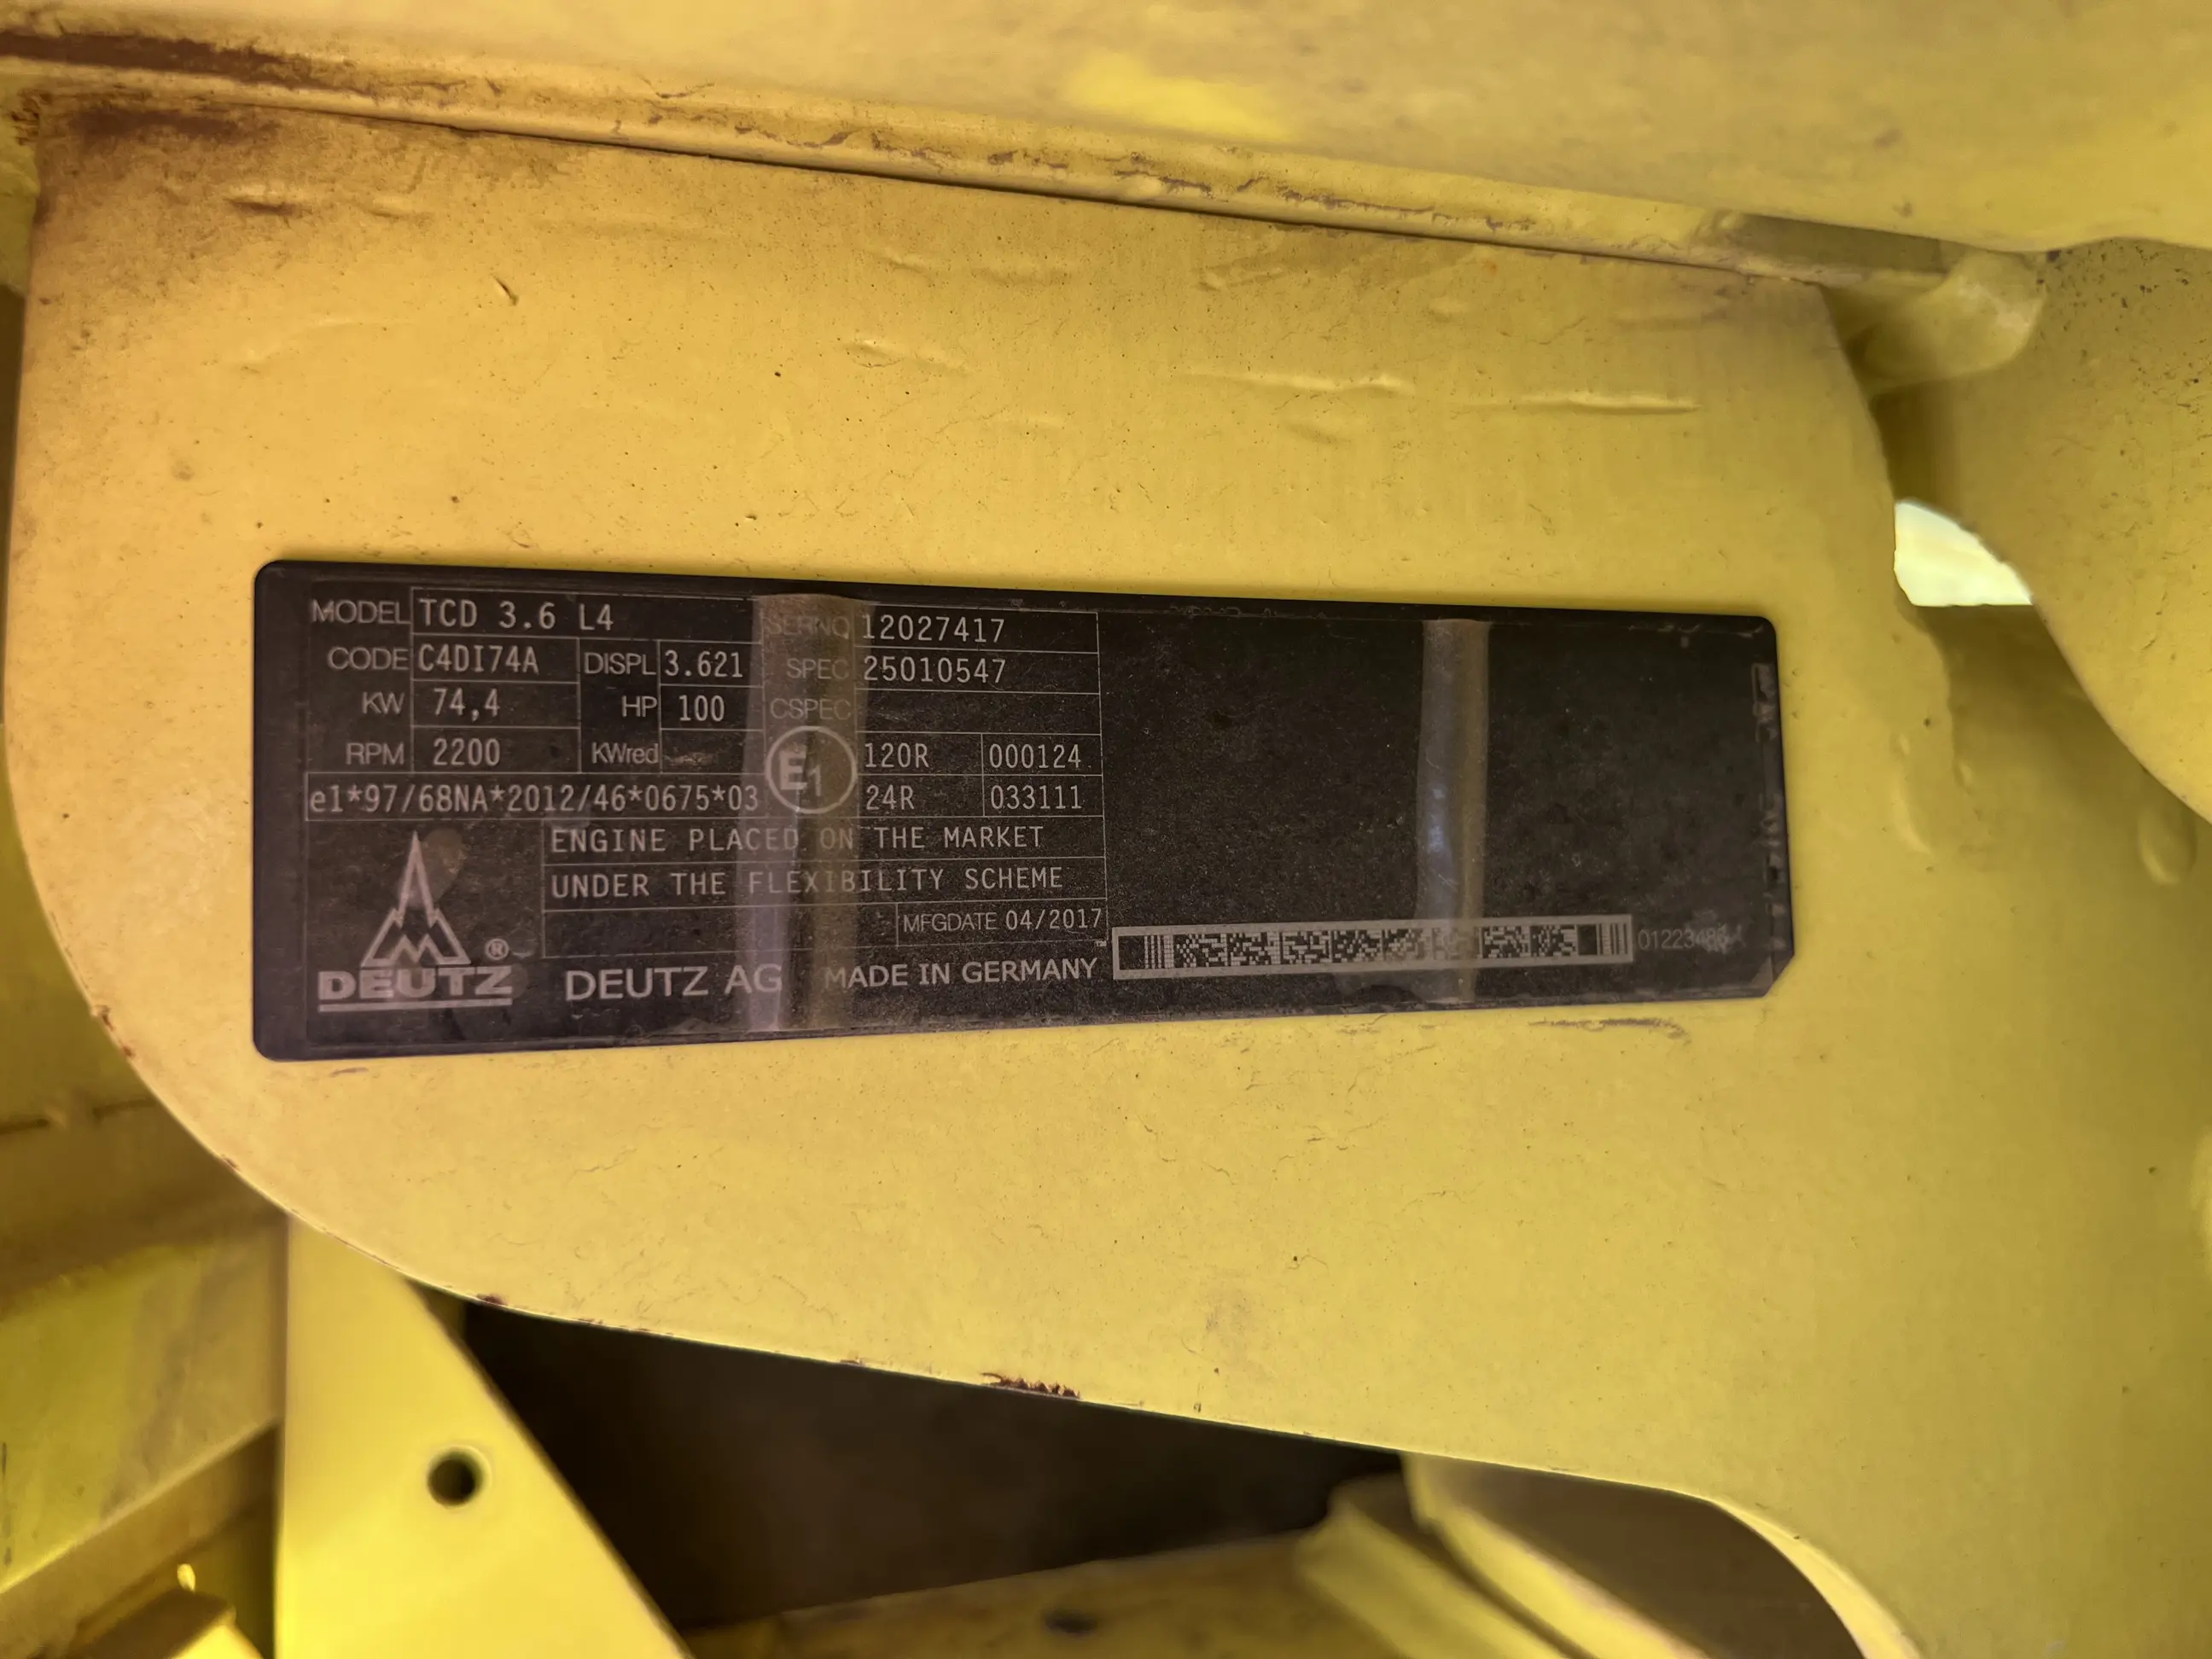 MODEL TCD 3.6 L4 SERNO 12027417
CODE C4DI74A DISPL 3.621 SPEC 25010547
KW 74,4 HP 100 CSPEC
RPM 2200 KWred E1 120R 000124
e1*97/68NA*2012/46*0675*03 24R 033111
ENGINE PLACED ON THE MARKET
UNDER THE FLEXIBILITY SCHEME
MFGDATE 04/2017
DEUTZ® DEUTZ AG MADE IN GERMANY